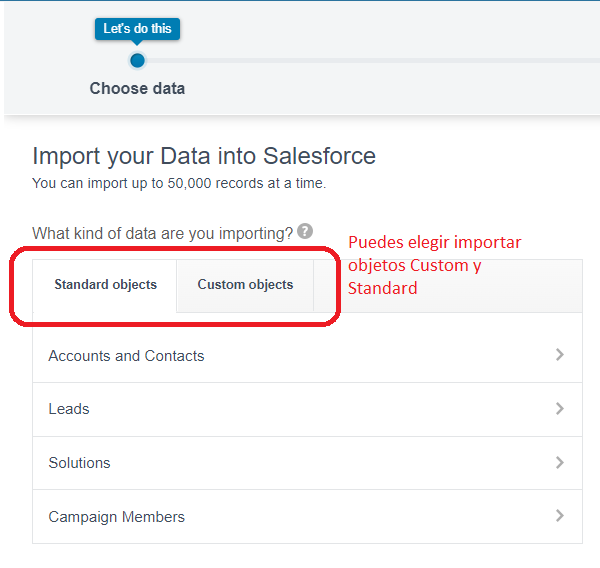 Let's do this
Choose data
Import your Data into Salesforce
You can import up to 50,000 records at a time.
What kind of data are you importing? ?
Puedes elegir importar
objetos Custom y
Standard
Standard objects
Custom objects
Accounts and Contacts
Leads
Solutions
Campaign Members